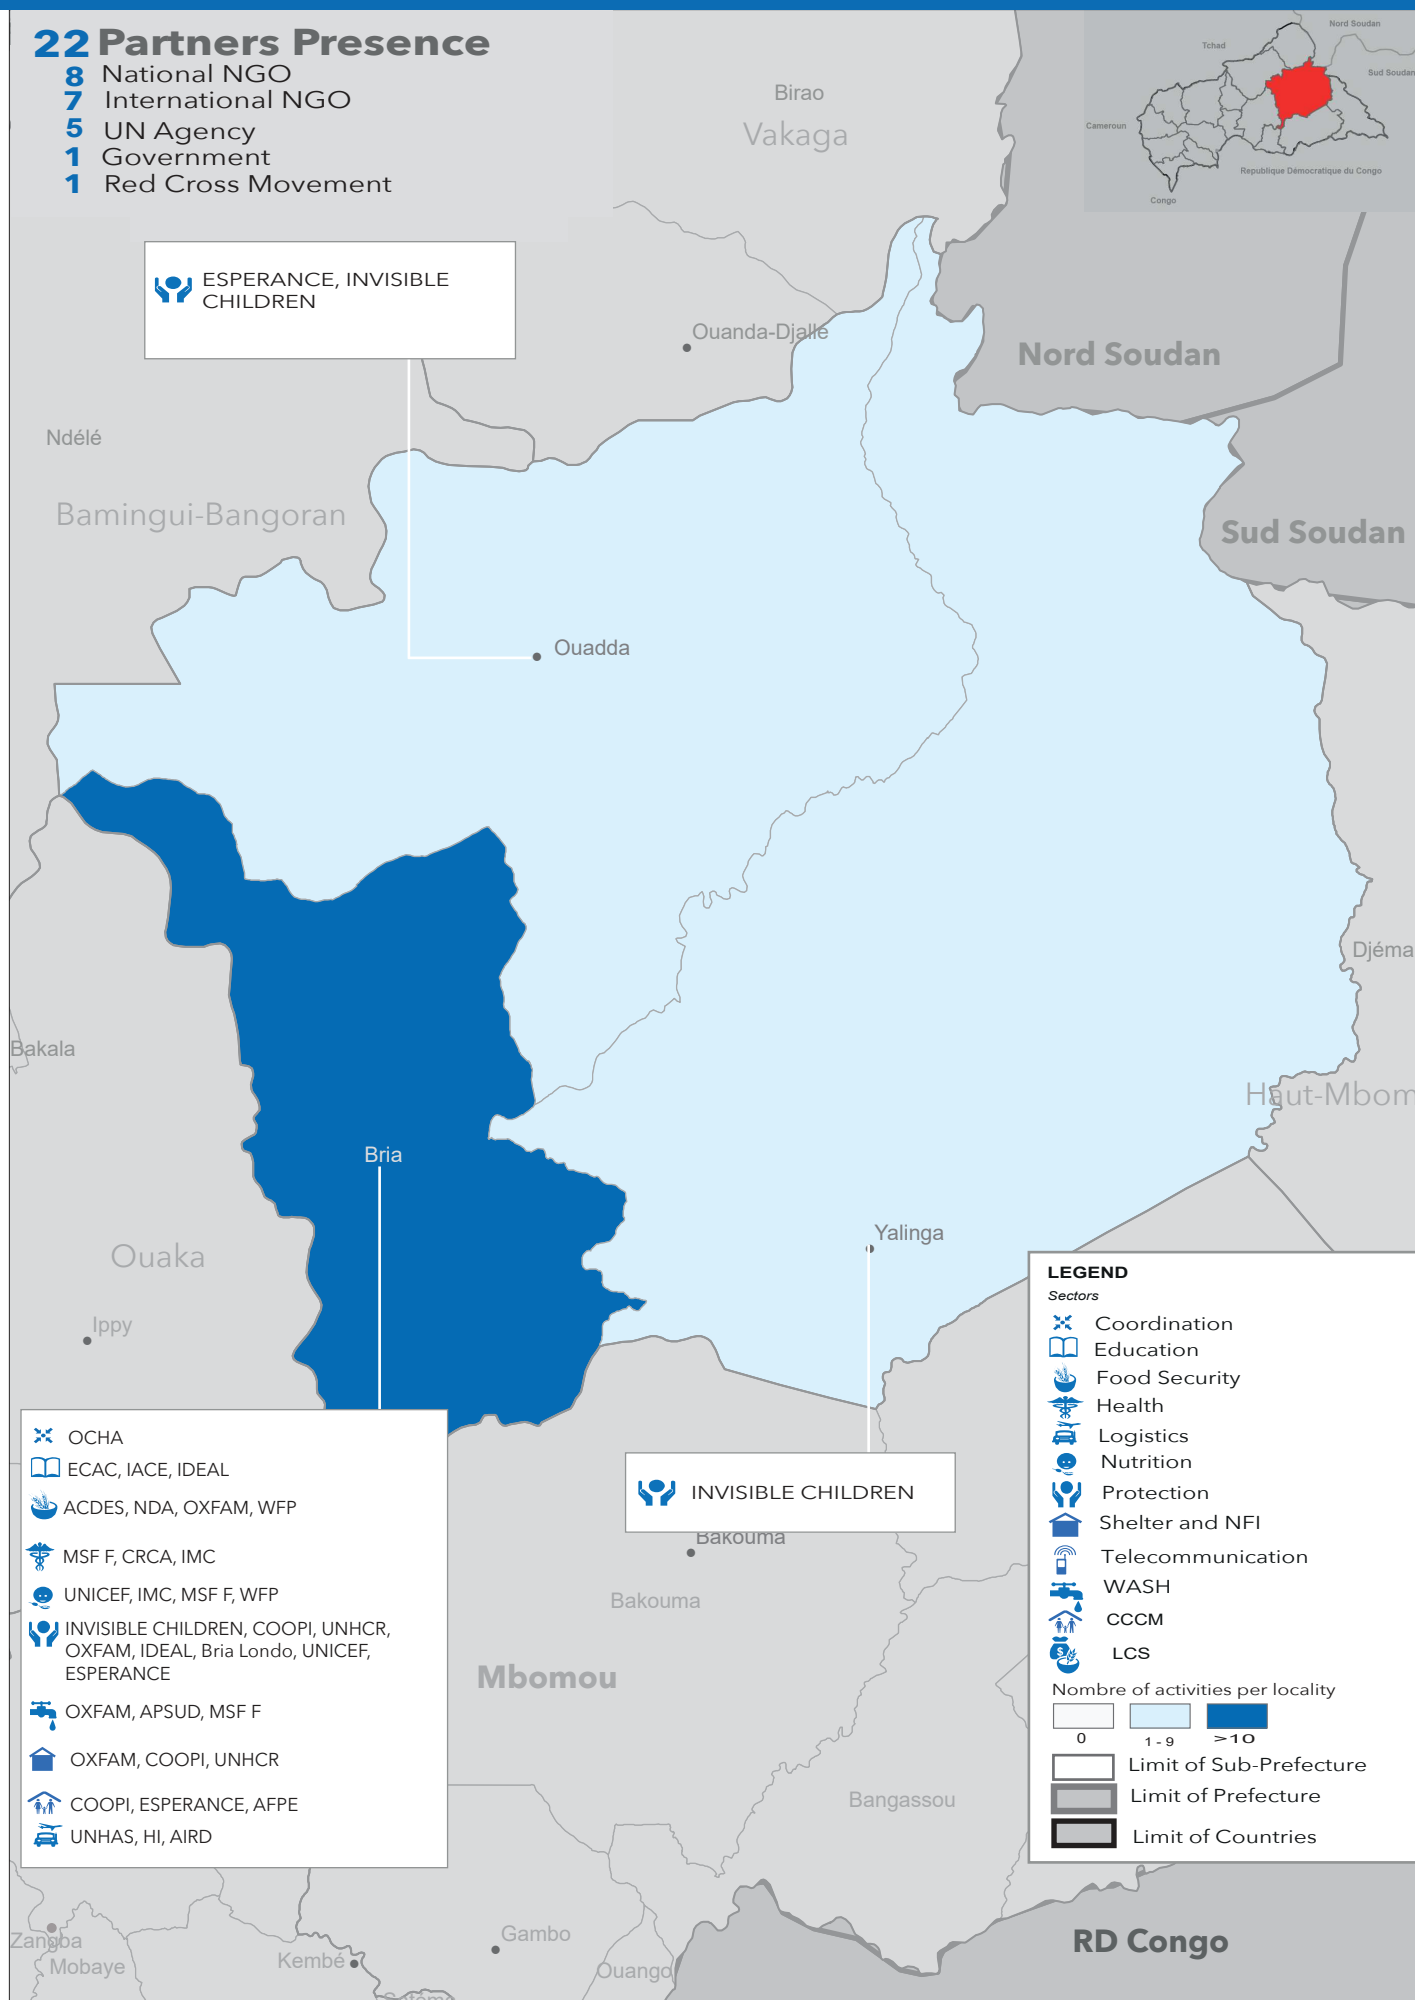 22 Partners Presence
8 National NGO
7 International NGO
5 UN Agency
1 Government
1 Red Cross Movement
Nord Soudan
Tchad
Sud Soudan
Cameroun
Republique Démocratique du Congo
Congo
Birao
Vakaga
ESPERANCE, INVISIBLE
CHILDREN
Ouanda-Djallé
Nord Soudan
Ndélé
Bamingui-Bangoran
Sud Soudan
Ouadda
Djéma
Bakala
Haut-Mbom
Bria
Yalinga
Ouaka
Ippy
OCHA
ECAC, IACE, IDEAL
ACDES, NDA, OXFAM, WFP
MSF F, CRCA, IMC
UNICEF, IMC, MSF F, WFP
INVISIBLE CHILDREN, COOPI, UNHCR,
OXFAM, IDEAL, Bria Londo, UNICEF,
ESPERANCE
OXFAM, APSUD, MSF F
OXFAM, COOPI, UNHCR
COOPI, ESPERANCE, AFPE
UNHAS, HI, AIRD
INVISIBLE CHILDREN
Bakouma
Bakouma
Mbomou
Bangassou
LEGEND
Sectors
Coordination
Education
Food Security
Health
Logistics
Nutrition
Protection
Shelter and NFI
Telecommunication
WASH
CCCM
LCS
Nombre of activities per locality
0
1 - 9
>10
Limit of Sub-Prefecture
Limit of Prefecture
Limit of Countries
Zangba
Mobaye
Kembé
Gambo
Ouango
RD Congo